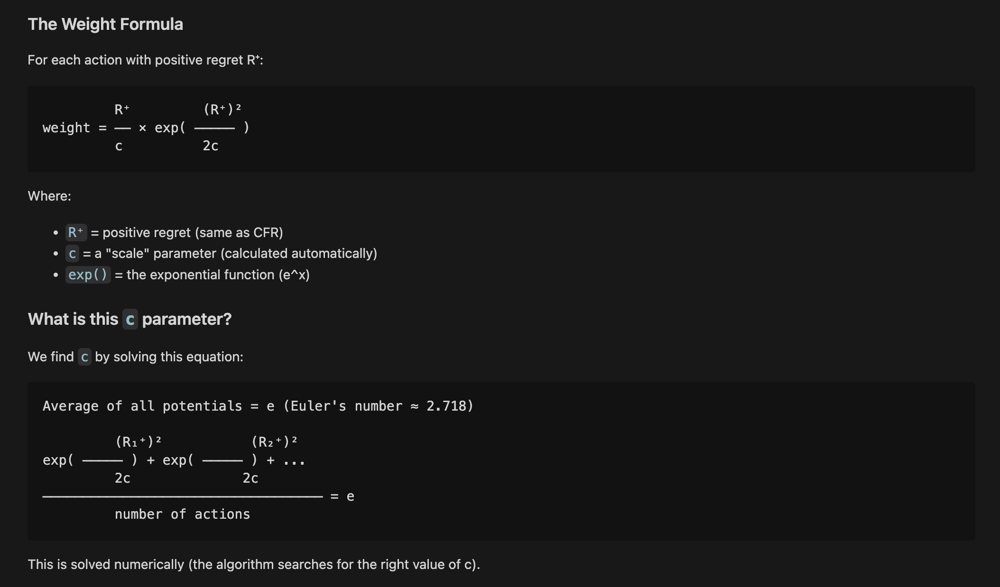 The Weight Formula
For each action with positive regret R⁺:
R⁺ (R⁺)²
weight = ── × exp( ───── )
c 2c
Where:
• R⁺ = positive regret (same as CFR)
• c = a "scale" parameter (calculated automatically)
• exp() = the exponential function (e^x)
What is this c parameter?
We find c by solving this equation:
Average of all potentials = e (Euler's number ≈ 2.718)
(R₁⁺)² (R₂⁺)²
exp( ───── ) + exp( ───── ) + ...
2c 2c
─────────────────────────────────── = e
number of actions
This is solved numerically (the algorithm searches for the right value of c).